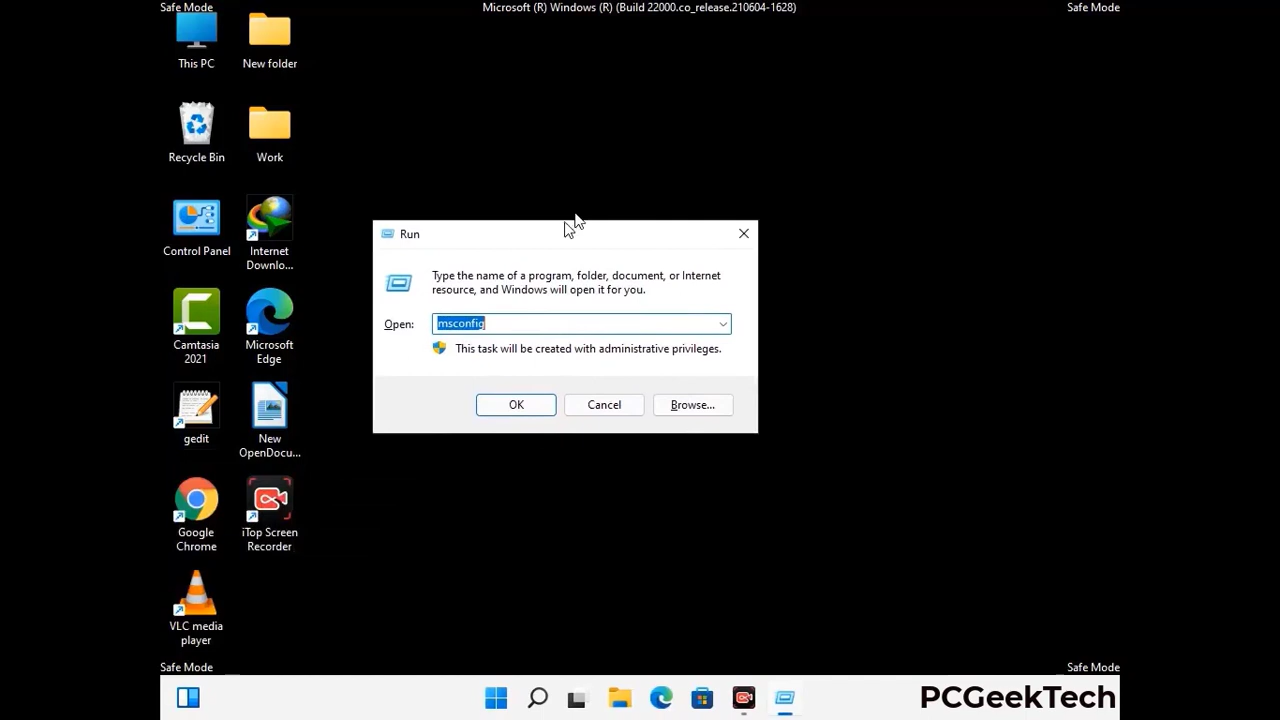 Safe Mode
Microsoft (R) Windows (R) (Build 22000.co_release.210604-1628)
Safe Mode
This PC
New folder
Recycle Bin
Work
Control Panel
Internet
Downlo...
Camtasia
2021
Microsoft
Edge
gedit
New
OpenDocu...
Google
Chrome
iTop Screen
Recorder
VLC media
player
Run
Type the name of a program, folder, document, or Internet
resource, and Windows will open it for you.
Open:
msconfig
This task will be created with administrative privileges.
OK
Cancel
Browse...
Safe Mode
Safe Mode
PCGeekTech